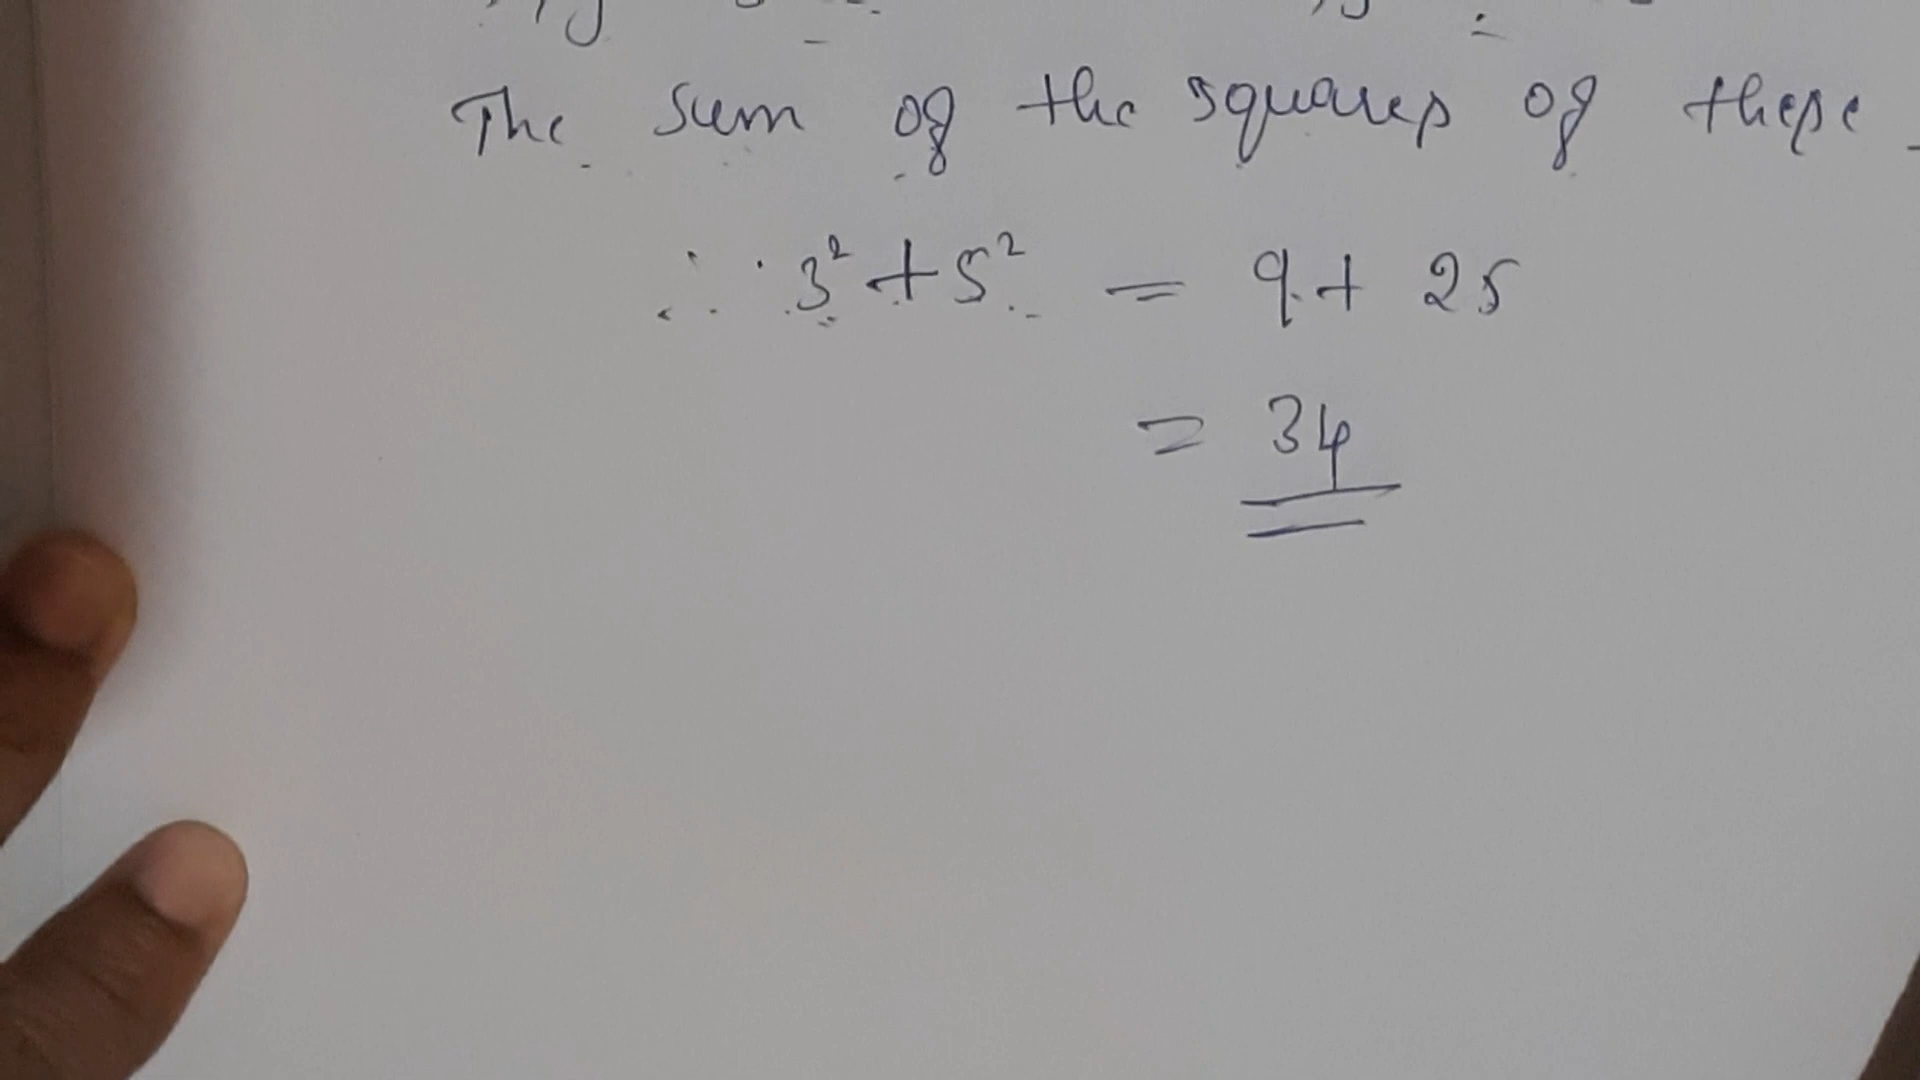 The sum of the squares of these
∴ 3² + 5² = 9 + 25
= 34